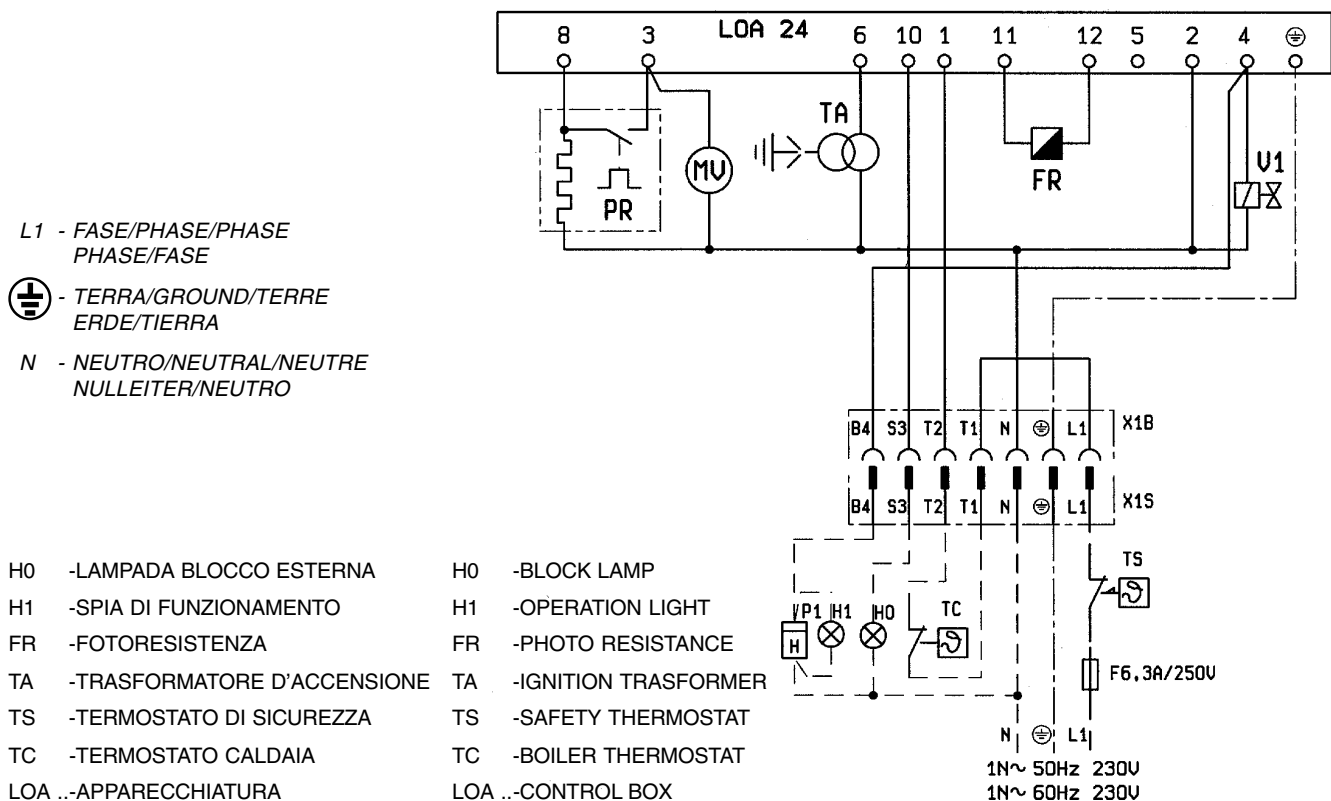 LOA 24
8 3 6 10 1 11 12 5 2 4
TA
MV
PR
FR
V1
L1 - FASE/PHASE/PHASE
PHASE/FASE
- TERRA/GROUND/TERRE
ERDE/TIERRA
N - NEUTRO/NEUTRAL/NEUTRE
NULLEITER/NEUTRO
B4 S3 T2 T1 N L1 X1B
B4 S3 T2 T1 N L1 X1S
TS
P1 H1 H0 TC
H
F6,3A/250V
N L1
1N~ 50Hz 230V
1N~ 60Hz 230V
H0 -LAMPADA BLOCCO ESTERNA
H1 -SPIA DI FUNZIONAMENTO
FR -FOTORESISTENZA
TA -TRASFORMATORE D'ACCENSIONE
TS -TERMOSTATO DI SICUREZZA
TC -TERMOSTATO CALDAIA
LOA ..-APPARECCHIATURA
H0 -BLOCK LAMP
H1 -OPERATION LIGHT
FR -PHOTO RESISTANCE
TA -IGNITION TRASFORMER
TS -SAFETY THERMOSTAT
TC -BOILER THERMOSTAT
LOA ..-CONTROL BOX